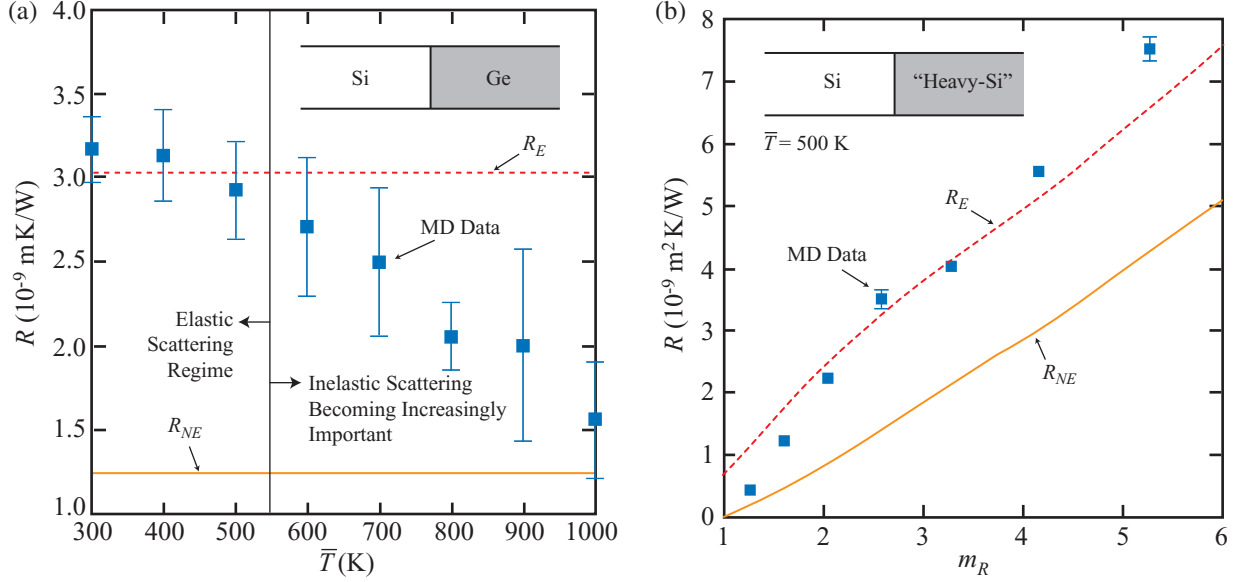 (a)
4.0
3.5
3.0
2.5
2.0
1.5
1.0
R (10⁻⁹ m K/W)
Si
Ge
R_E
MD Data
Elastic
Scattering
Regime
Inelastic Scattering
Becoming Increasingly
Important
R_NE
300 400 500 600 700 800 900 1000
T̅ (K)
(b)
8
7
6
5
4
3
2
1
0
R (10⁻⁹ m² K/W)
Si
“Heavy-Si”
T̅ = 500 K
R_E
MD Data
R_NE
1 2 3 4 5 6
m_R